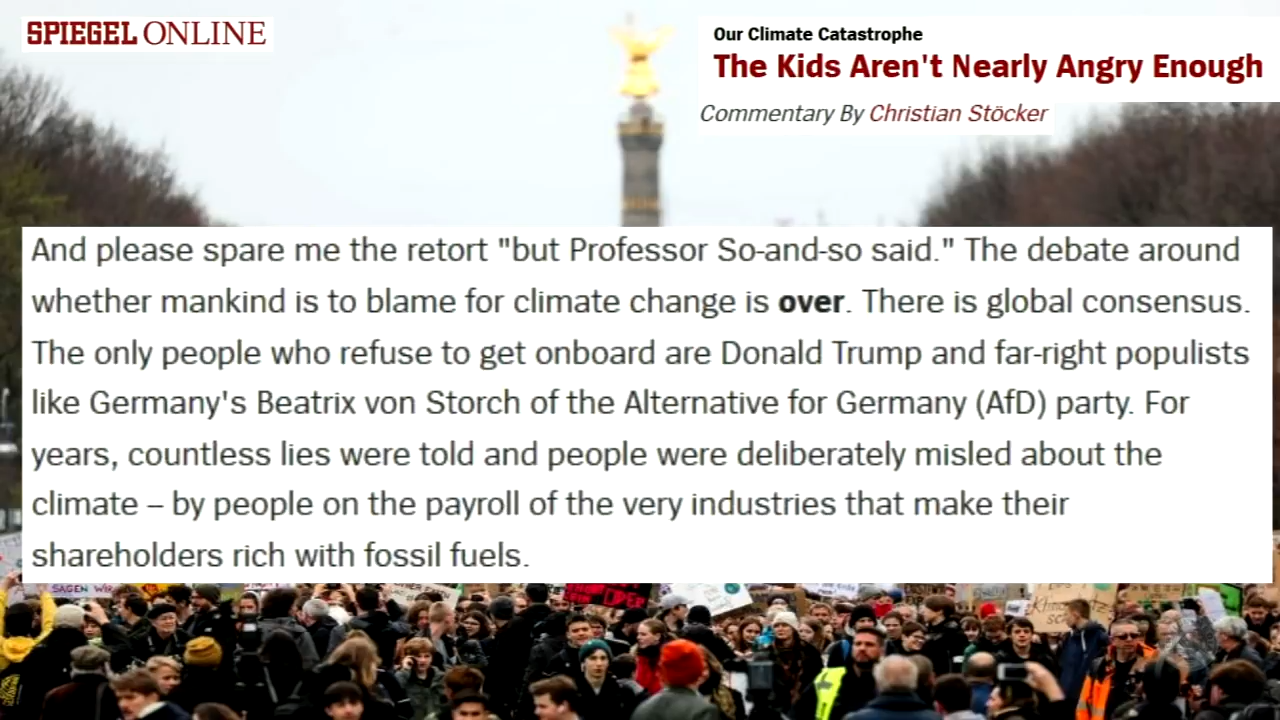 SPIEGEL ONLINE
Our Climate Catastrophe
The Kids Aren't Nearly Angry Enough
Commentary By Christian Stöcker
And please spare me the retort "but Professor So-and-so said." The debate around
whether mankind is to blame for climate change is over. There is global consensus.
The only people who refuse to get onboard are Donald Trump and far-right populists
like Germany's Beatrix von Storch of the Alternative for Germany (AfD) party. For
years, countless lies were told and people were deliberately misled about the
climate – by people on the payroll of the very industries that make their
shareholders rich with fossil fuels.
SAGEN WIR